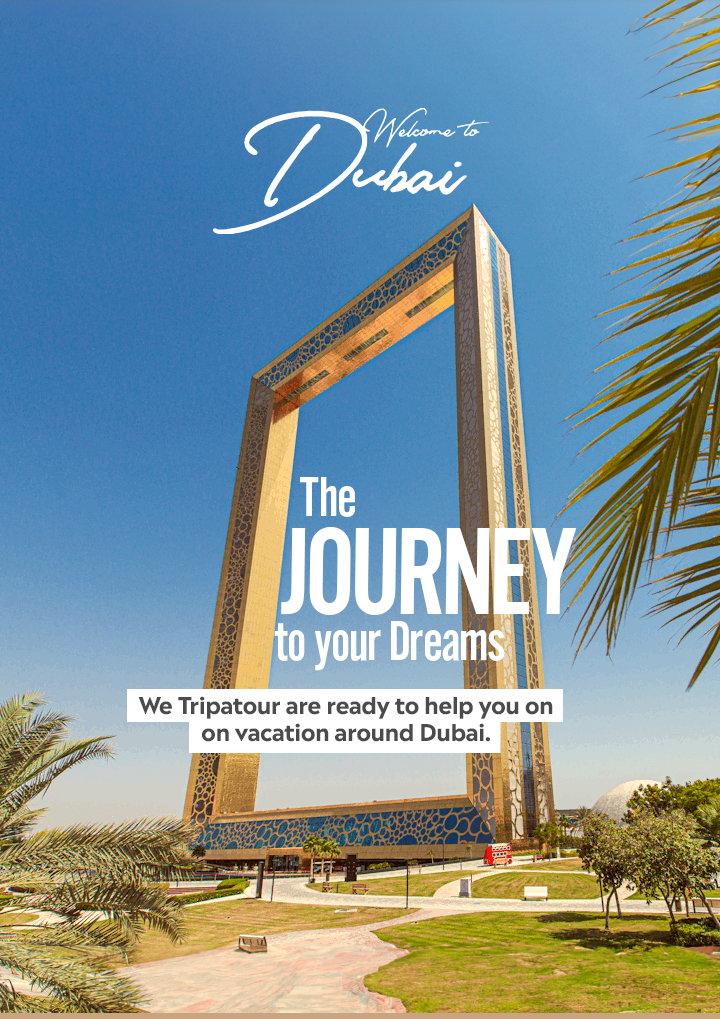 Welcome to
Dubai
The
JOURNEY
to your Dreams
We Tripatour are ready to help you on
on vacation around Dubai.